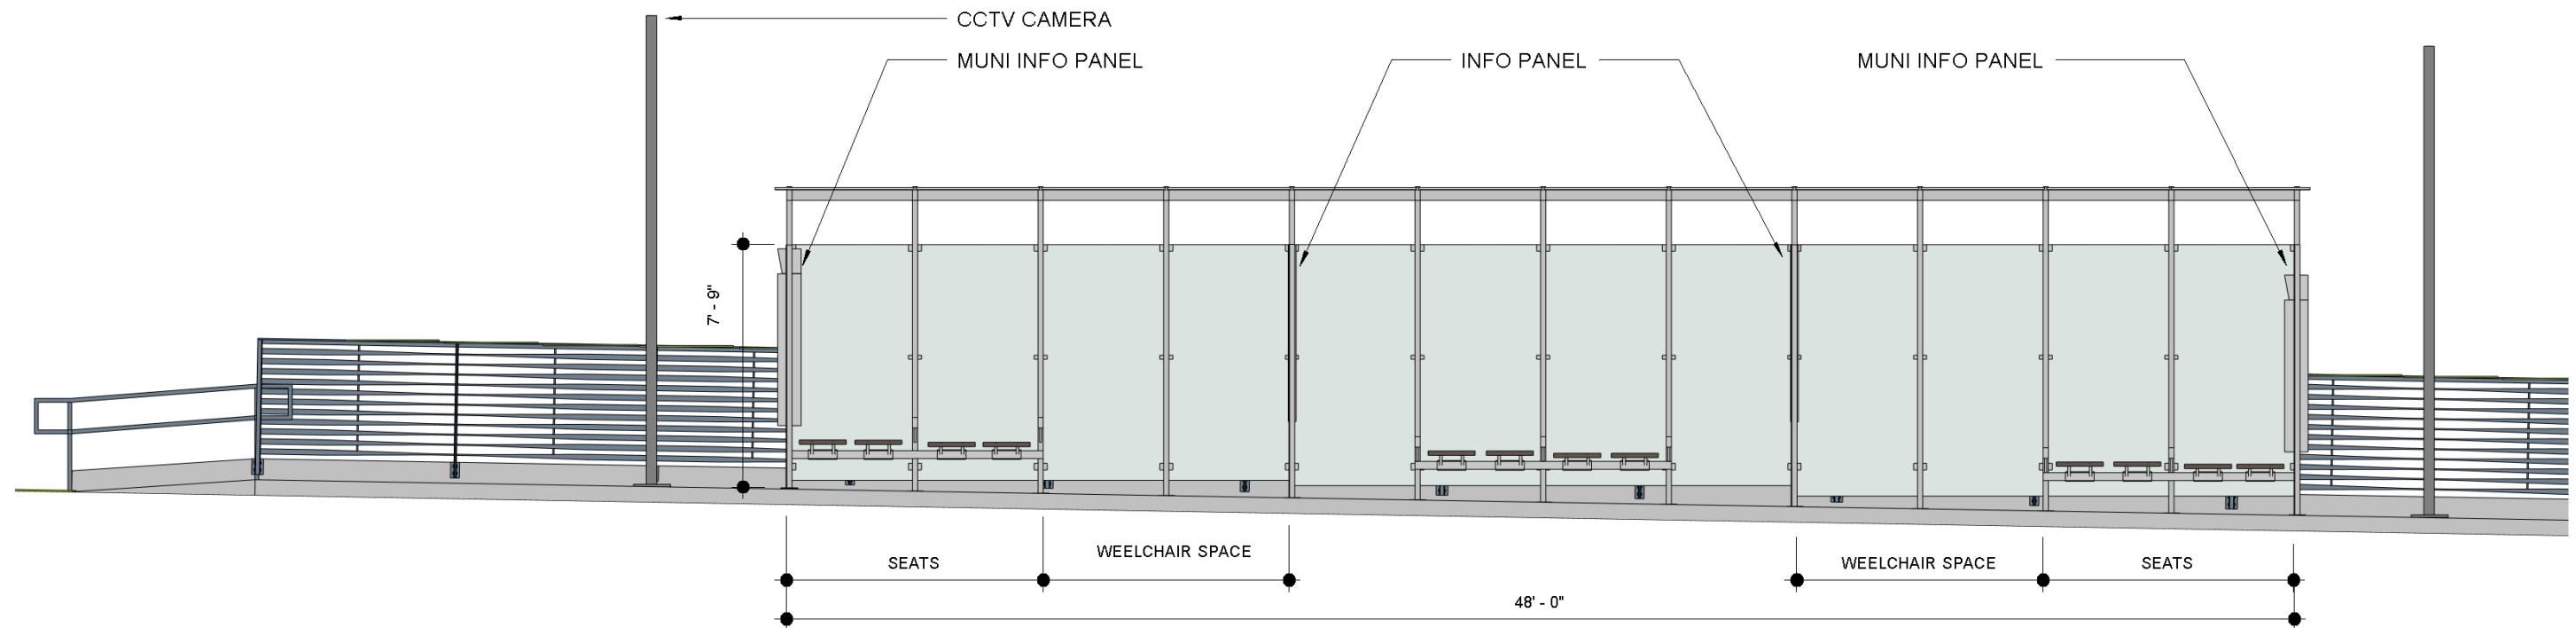 CCTV CAMERA
MUNI INFO PANEL
INFO PANEL
MUNI INFO PANEL
7' - 9"
SEATS
WEELCHAIR SPACE
WEELCHAIR SPACE
SEATS
48' - 0"